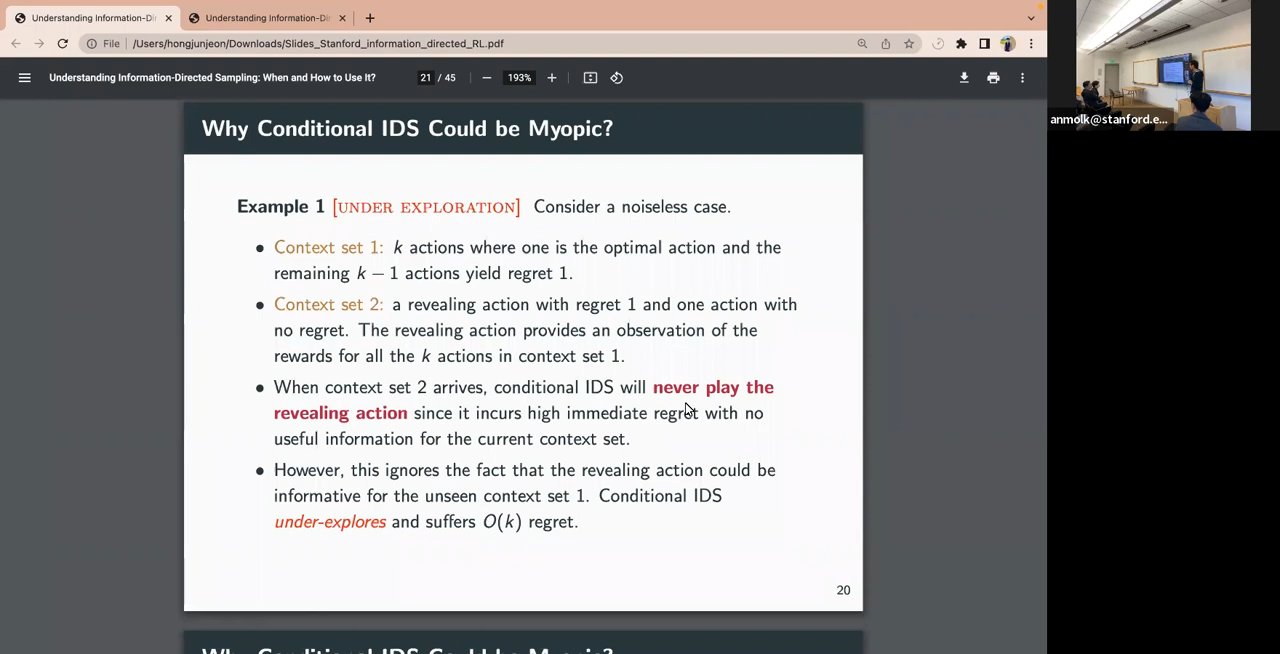 Understanding Information-Di
Understanding Information-Dir
File /Users/hongjunjeon/Downloads/Slides_Stanford_information_directed_RL.pdf
Understanding Information-Directed Sampling: When and How to Use It?
21 / 45
193%
anmolk@stanford.e...
Why Conditional IDS Could be Myopic?
Example 1 [UNDER EXPLORATION] Consider a noiseless case.
• Context set 1: k actions where one is the optimal action and the
remaining k − 1 actions yield regret 1.
• Context set 2: a revealing action with regret 1 and one action with
no regret. The revealing action provides an observation of the
rewards for all the k actions in context set 1.
• When context set 2 arrives, conditional IDS will never play the
revealing action since it incurs high immediate regret with no
useful information for the current context set.
• However, this ignores the fact that the revealing action could be
informative for the unseen context set 1. Conditional IDS
under-explores and suffers O(k) regret.
20
Why Conditional IDS Could be Myopic?